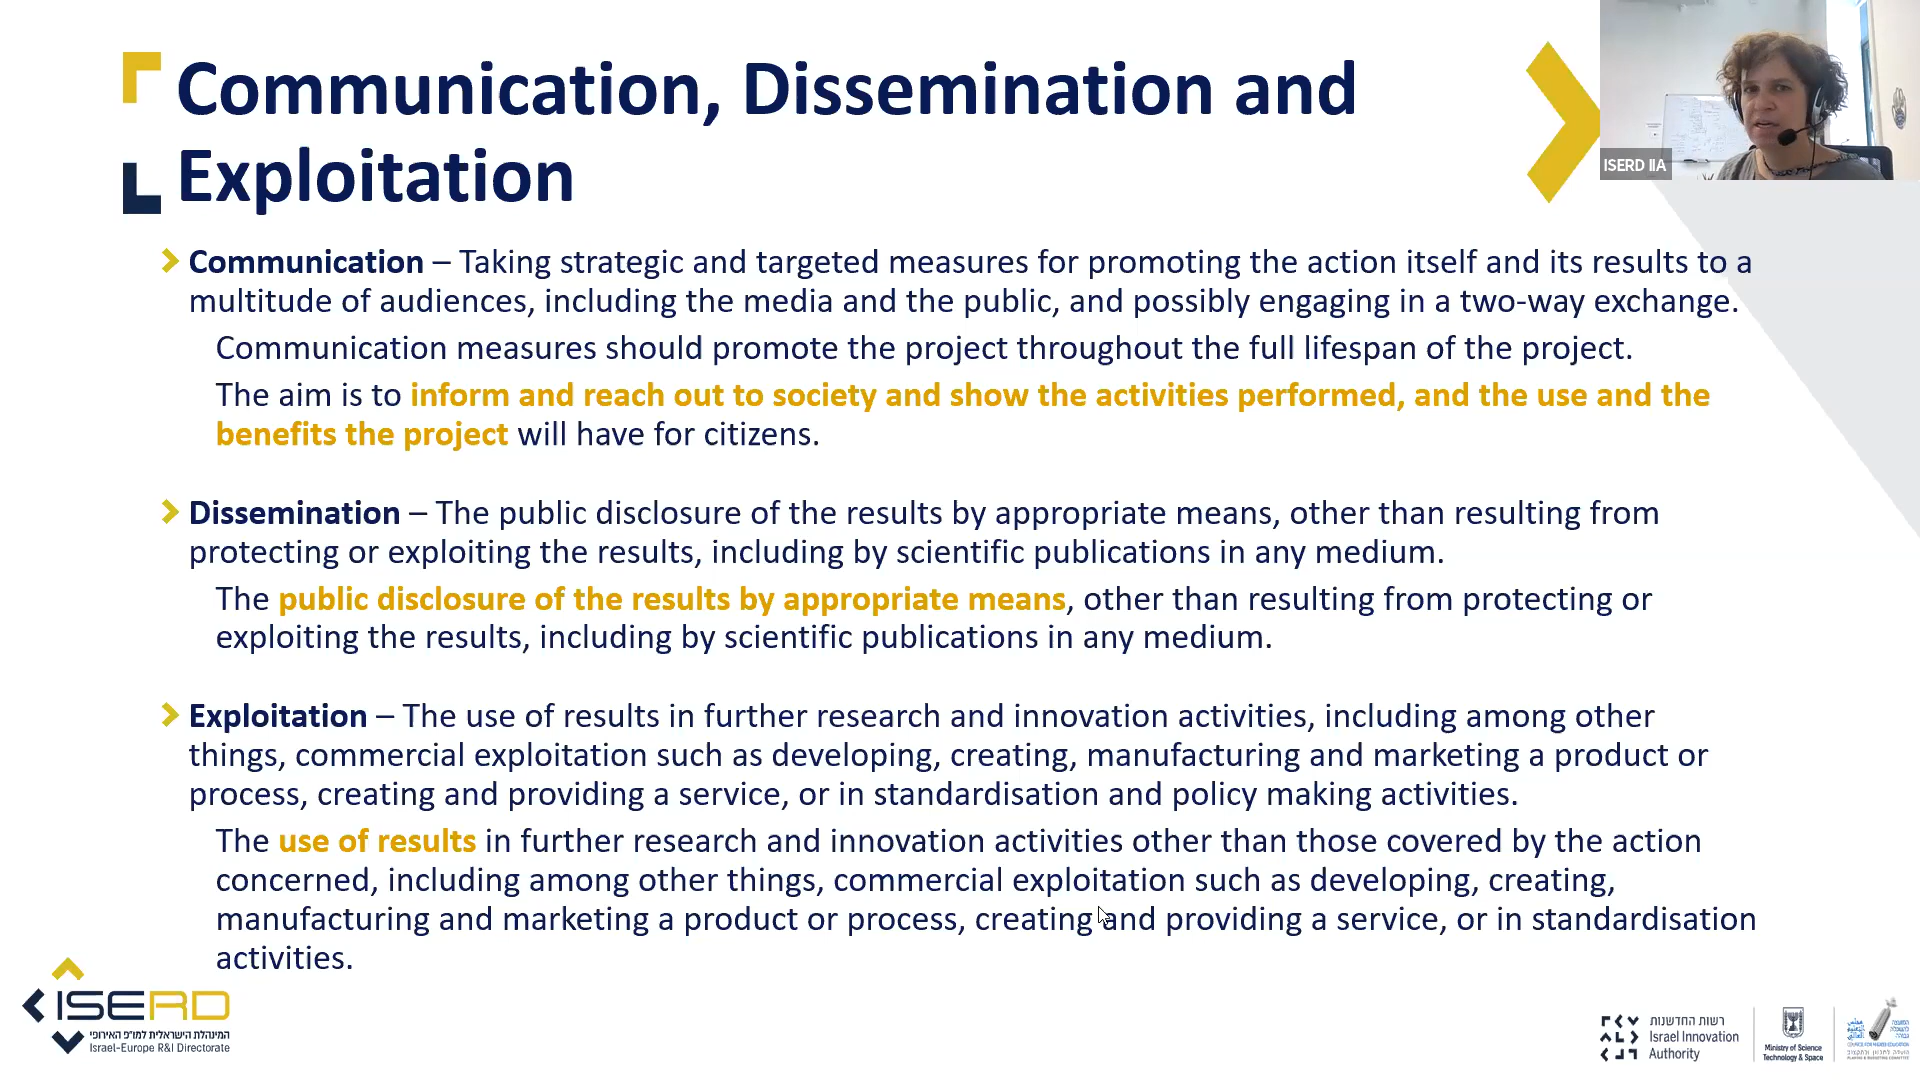 Communication, Dissemination and
Exploitation
ISERD IIA
Communication – Taking strategic and targeted measures for promoting the action itself and its results to a
multitude of audiences, including the media and the public, and possibly engaging in a two-way exchange.
Communication measures should promote the project throughout the full lifespan of the project.
The aim is to inform and reach out to society and show the activities performed, and the use and the
benefits the project will have for citizens.
Dissemination – The public disclosure of the results by appropriate means, other than resulting from
protecting or exploiting the results, including by scientific publications in any medium.
The public disclosure of the results by appropriate means, other than resulting from protecting or
exploiting the results, including by scientific publications in any medium.
Exploitation – The use of results in further research and innovation activities, including among other
things, commercial exploitation such as developing, creating, manufacturing and marketing a product or
process, creating and providing a service, or in standardisation and policy making activities.
The use of results in further research and innovation activities other than those covered by the action
concerned, including among other things, commercial exploitation such as developing, creating,
manufacturing and marketing a product or process, creating and providing a service, or in standardisation
activities.
ISERD
המינהלת הישראלית למו״פ האירופי
Israel-Europe R&I Directorate
רשות החדשנות
Israel Innovation
Authority
Ministry of Science
Technology & Space